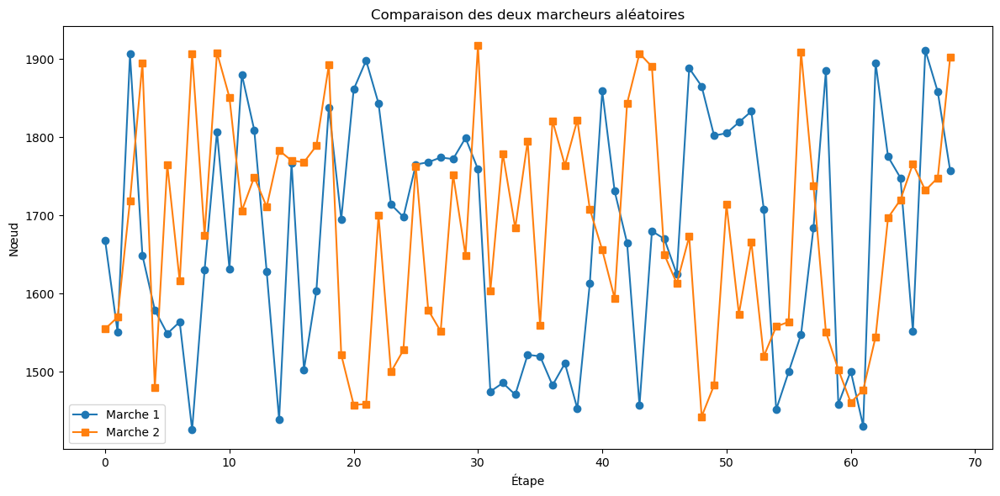 Comparaison des deux marcheurs aléatoires
Nœud
1900
1800
1700
1600
1500
Marche 1
Marche 2
0 10 20 30 40 50 60 70
Étape